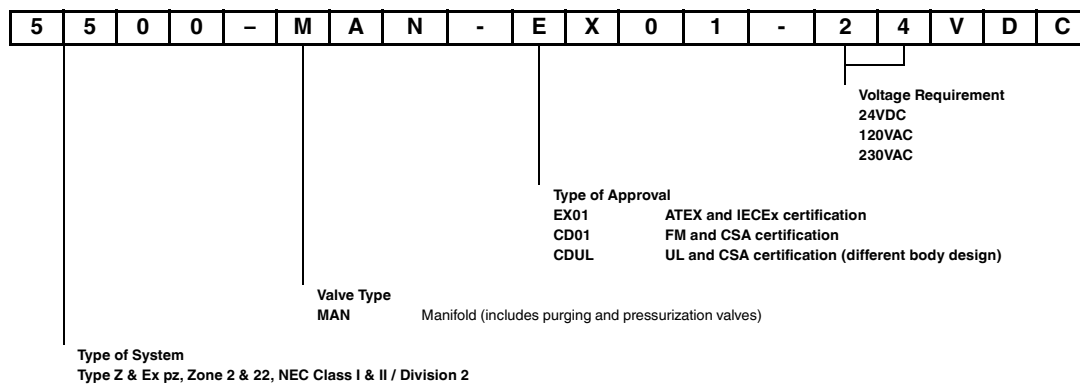 5 5 0 0 – M A N - E X 0 1 - 2 4 V D C
Voltage Requirement
24VDC
120VAC
230VAC
Type of Approval
EX01 ATEX and IECEx certification
CD01 FM and CSA certification
CDUL UL and CSA certification (different body design)
Valve Type
MAN Manifold (includes purging and pressurization valves)
Type of System
Type Z & Ex pz, Zone 2 & 22, NEC Class I & II / Division 2